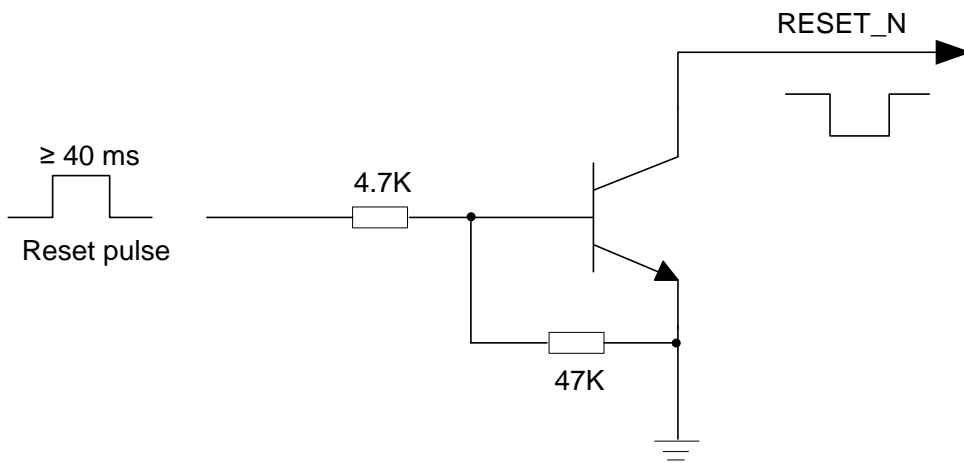 RESET_N
≥ 40 ms
4.7K
Reset pulse
47K